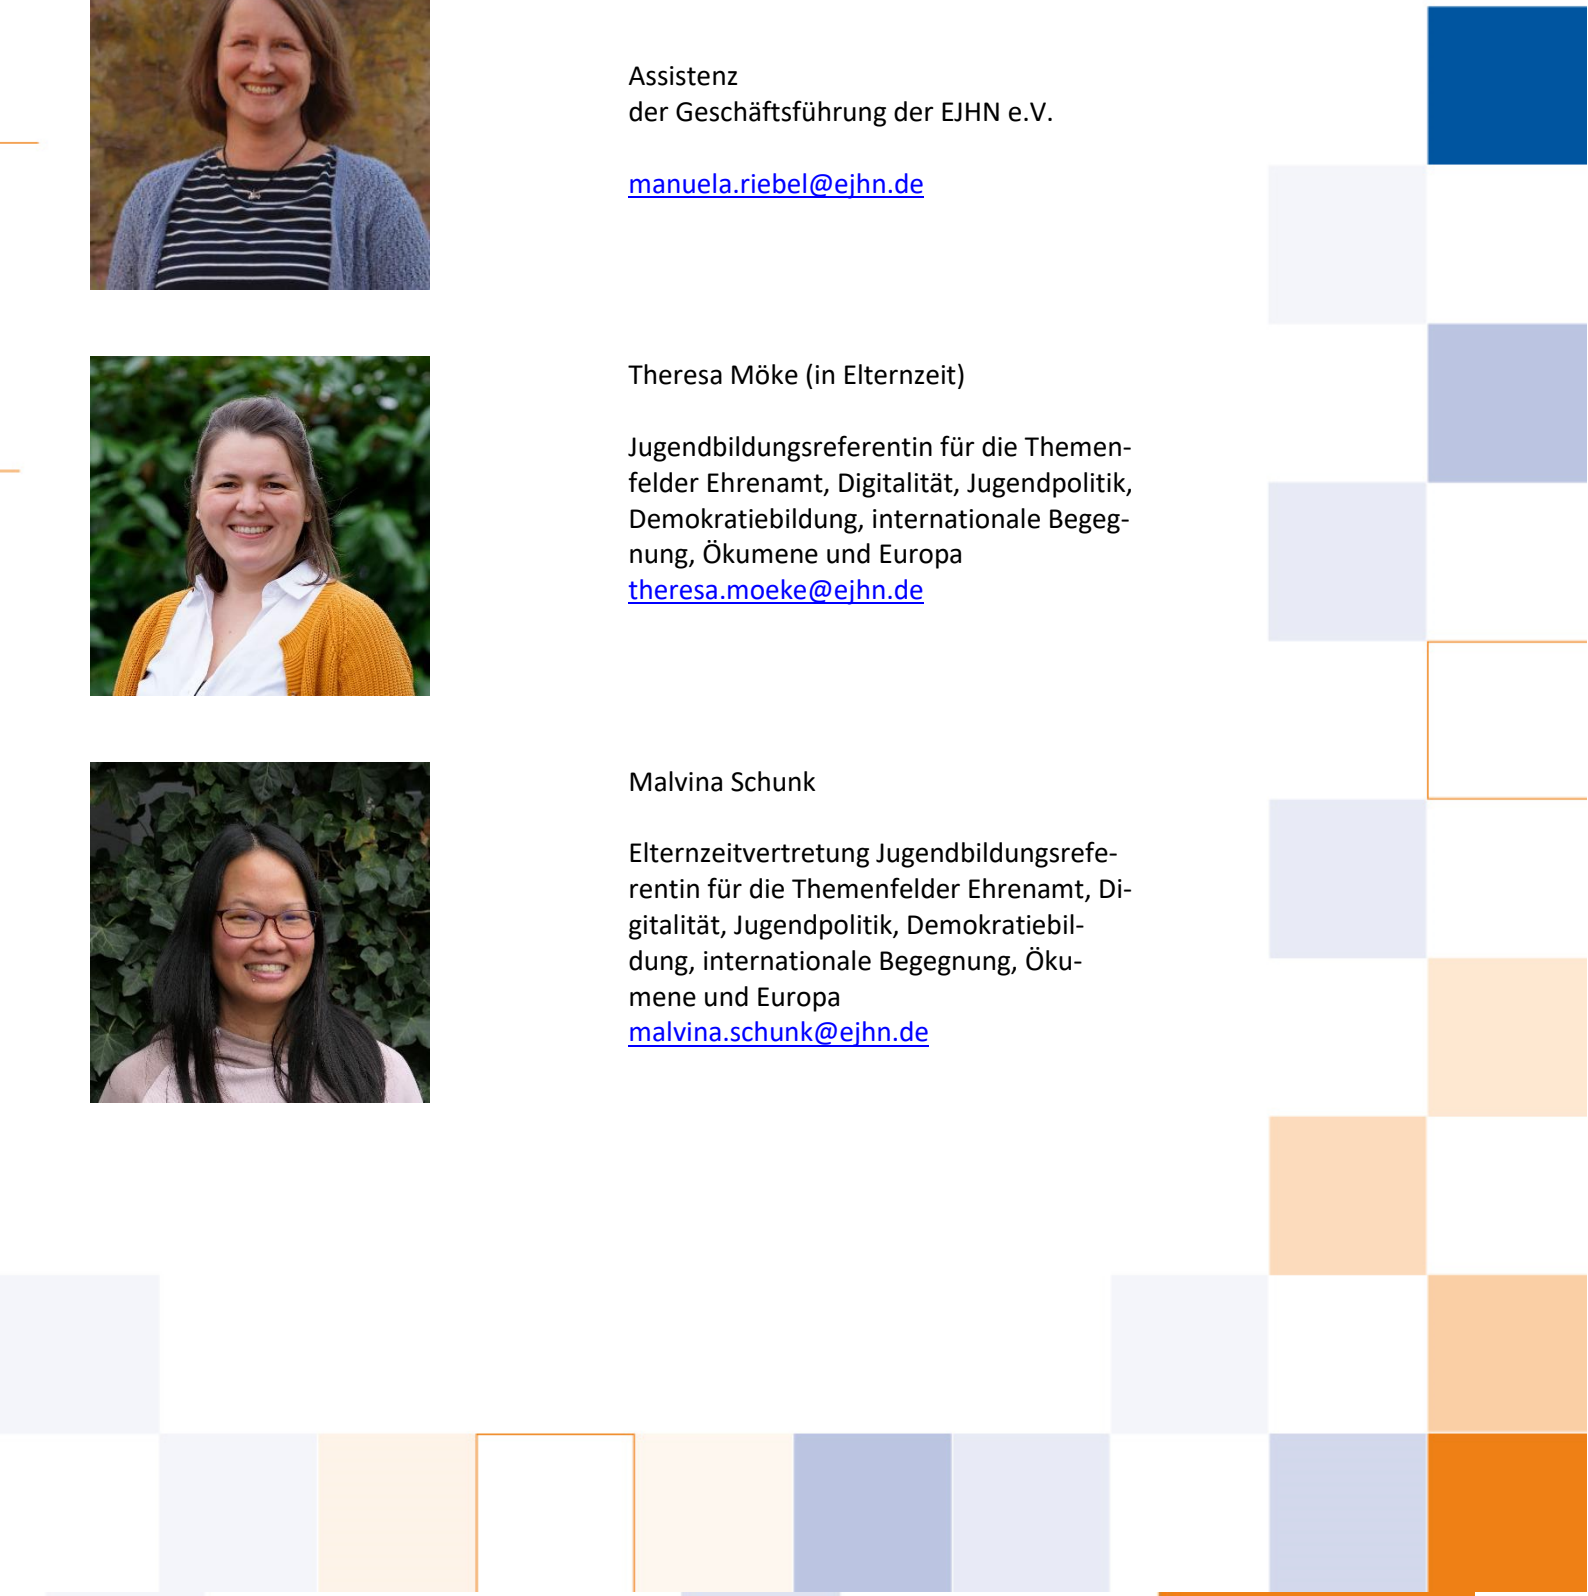 Assistenz
der Geschäftsführung der EJHN e.V.
manuela.riebel@ejhn.de
Theresa Möke (in Elternzeit)
Jugendbildungsreferentin für die Themen-
felder Ehrenamt, Digitalität, Jugendpolitik,
Demokratiebildung, internationale Begeg-
nung, Ökumene und Europa
theresa.moeke@ejhn.de
Malvina Schunk
Elternzeitvertretung Jugendbildungsrefe-
rentin für die Themenfelder Ehrenamt, Di-
gitalität, Jugendpolitik, Demokratiebil-
dung, internationale Begegnung, Öku-
mene und Europa
malvina.schunk@ejhn.de